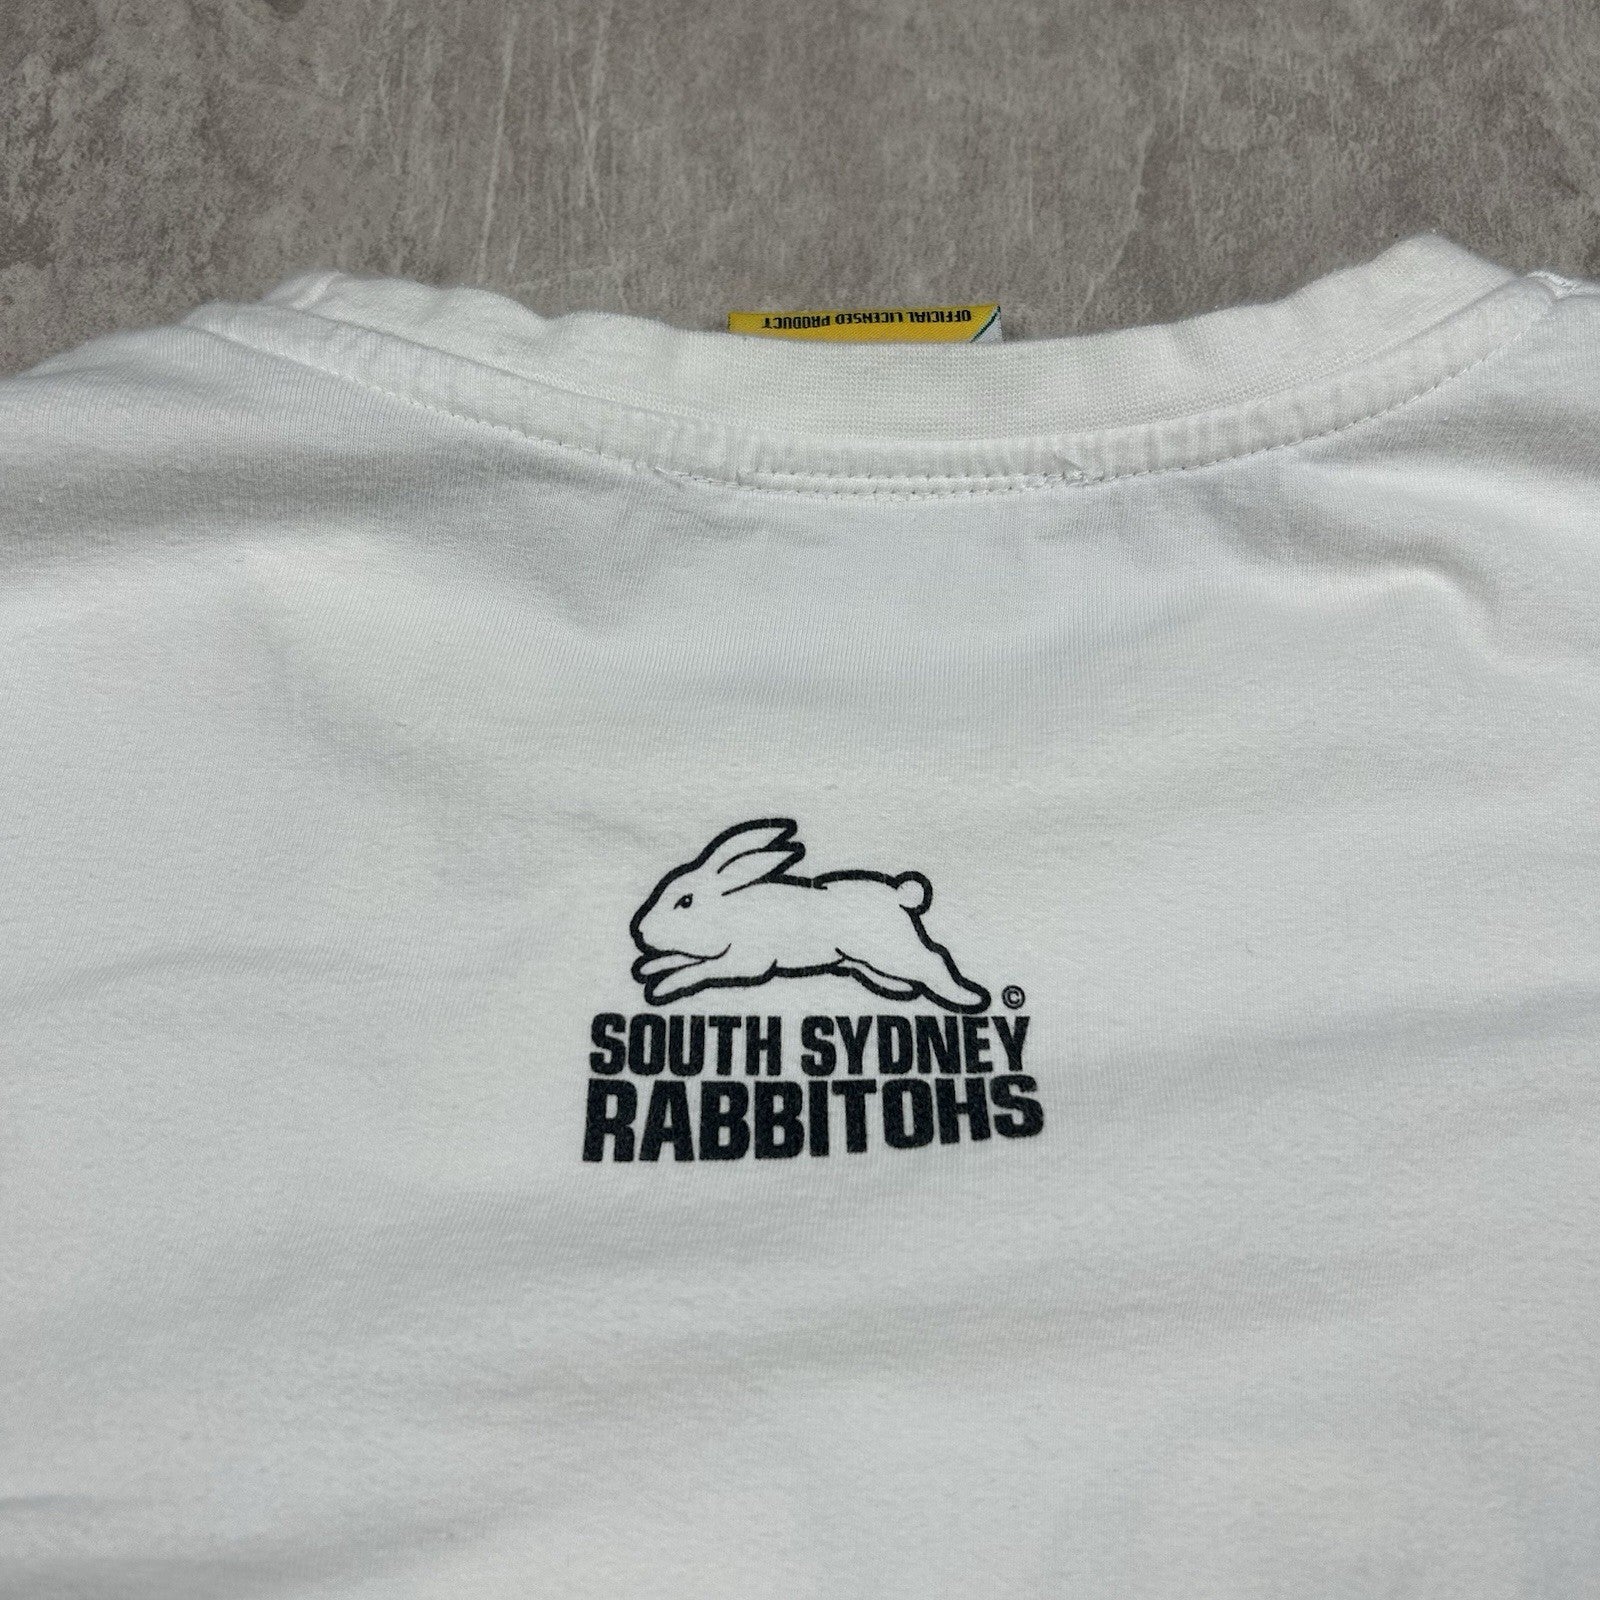 OFFICIAL LICENSED PRODUCT
©
SOUTH SYDNEY
RABBITOHS